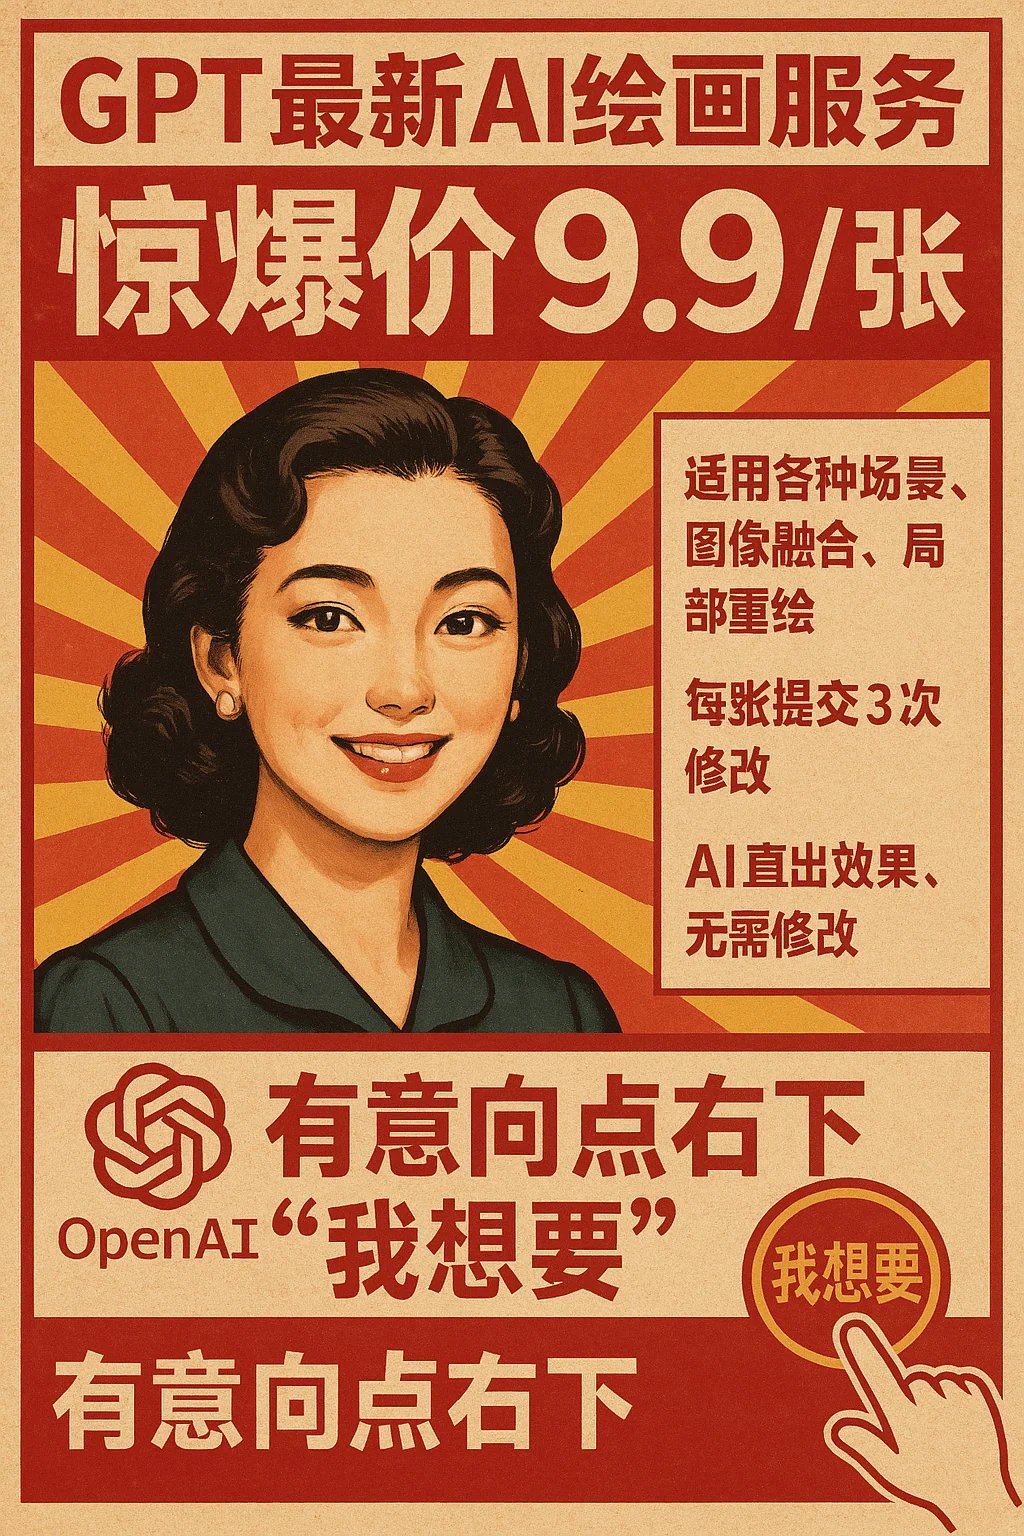 GPT最新AI绘画服务
惊爆价9.9/张
适用各种场景、
图像融合、局
部重绘
每张提交3次
修改
AI直出效果、
无需修改
有意向点右下
OpenAI“我想要”
我想要
有意向点右下